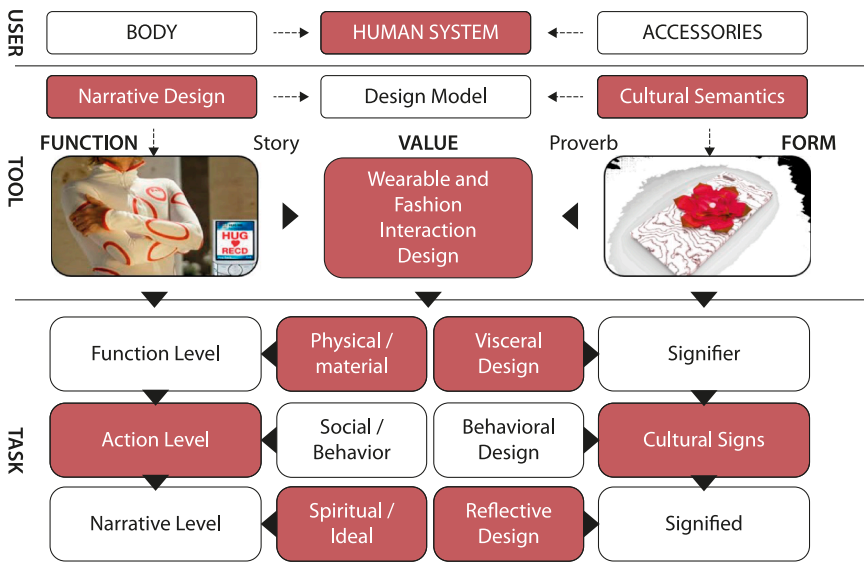 USER
BODY
HUMAN SYSTEM
ACCESSORIES
TOOL
Narrative Design
Design Model
Cultural Semantics
FUNCTION
Story
VALUE
Proverb
FORM
HUG
RECD
Wearable and
Fashion
Interaction
Design
TASK
Function Level
Physical /
material
Visceral
Design
Signifier
Action Level
Social /
Behavior
Behavioral
Design
Cultural Signs
Narrative Level
Spiritual /
Ideal
Reflective
Design
Signified